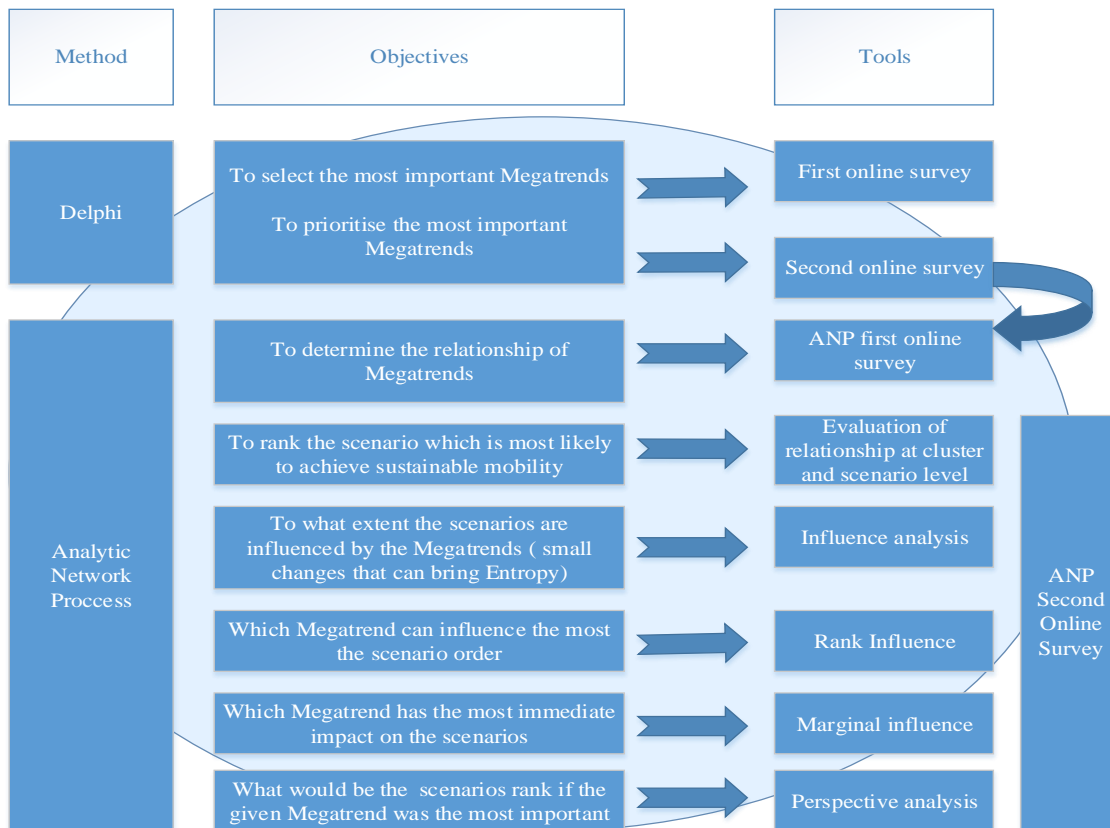 Method
Objectives
Tools
Delphi
To select the most important Megatrends
To prioritise the most important
Megatrends
First online survey
Second online survey
Analytic
Network
Proccess
To determine the relationship of
Megatrends
ANP first online
survey
To rank the scenario which is most likely
to achieve sustainable mobility
Evaluation of
relationship at cluster
and scenario level
To what extent the scenarios are
influenced by the Megatrends ( small
changes that can bring Entropy)
Influence analysis
Which Megatrend can influence the most
the scenario order
Rank Influence
Which Megatrend has the most immediate
impact on the scenarios
Marginal influence
What would be the  scenarios rank if the
given Megatrend was the most important
Perspective analysis
ANP
Second
Online
Survey